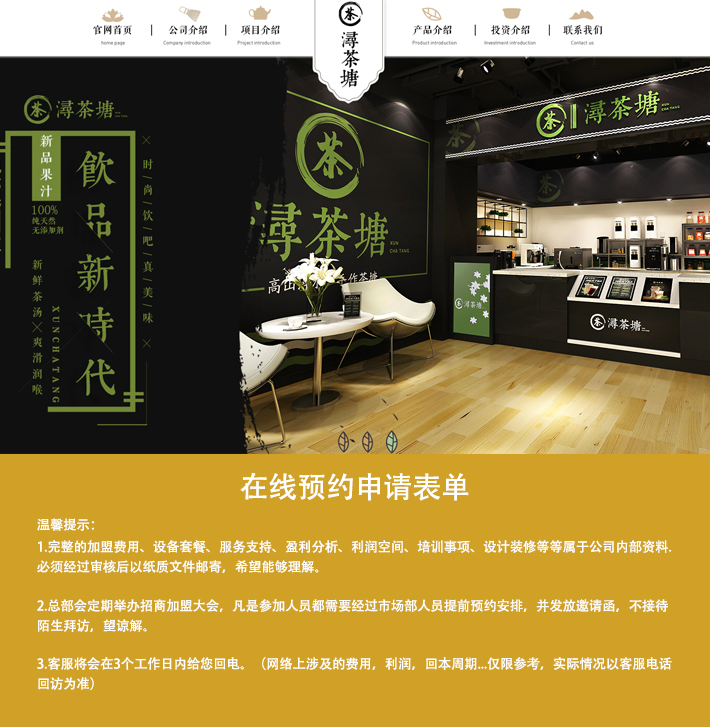 官网首页
home page
公司介绍
Company introduction
项目介绍
Project introduction
茶
潯茶塘
产品介绍
Product introduction
投资介绍
Investment introduction
联系我们
Contact us
茶 潯茶塘
新品果汁
100%
纯天然
无添加剂
飲品新時代
时尚饮吧真美味
新鲜茶汤×爽滑润喉
XUNCHATANG
茶
潯茶塘
XUN
CHA TANG
茶 潯茶塘
XUN
CHA TANG
茶 潯茶塘
茶 潯茶塘
在线预约申请表单
温馨提示：
1.完整的加盟费用、设备套餐、服务支持、盈利分析、利润空间、培训事项、设计装修等等属于公司内部资料.
必须经过审核后以纸质文件邮寄，希望能够理解。
2.总部会定期举办招商加盟大会，凡是参加人员都需要经过市场部人员提前预约安排，并发放邀请函，不接待
陌生拜访，望谅解。
3.客服将会在3个工作日内给您回电。（网络上涉及的费用，利润，回本周期...仅限参考，实际情况以客服电话
回访为准）